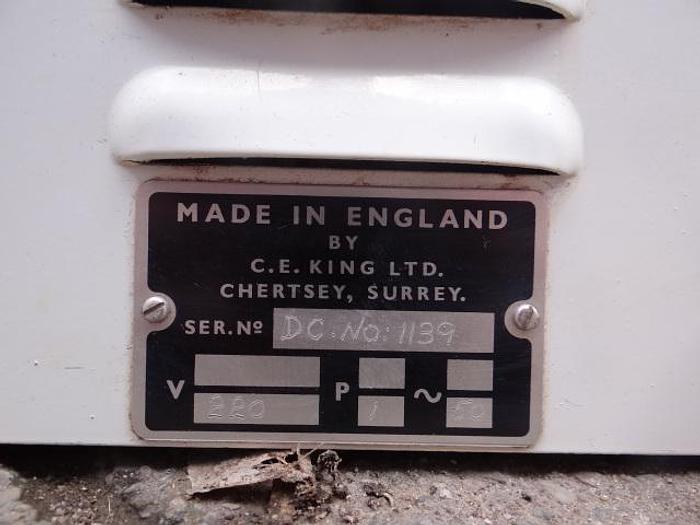 MADE IN ENGLAND
BY
C.E. KING LTD.
CHERTSEY, SURREY.
SER. Nº DC. NO: 1139
V 220 P 1 ~ 50